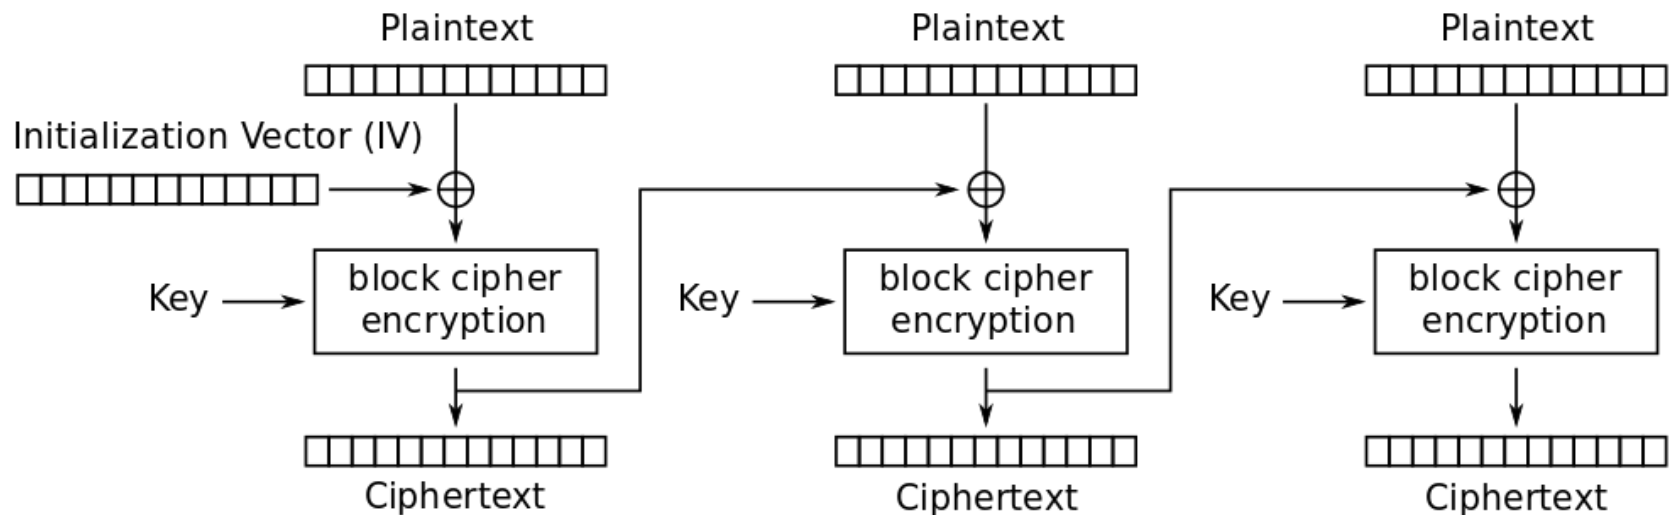 Plaintext
Plaintext
Plaintext
Initialization Vector (IV)
Key
block cipher
encryption
Key
block cipher
encryption
Key
block cipher
encryption
Ciphertext
Ciphertext
Ciphertext